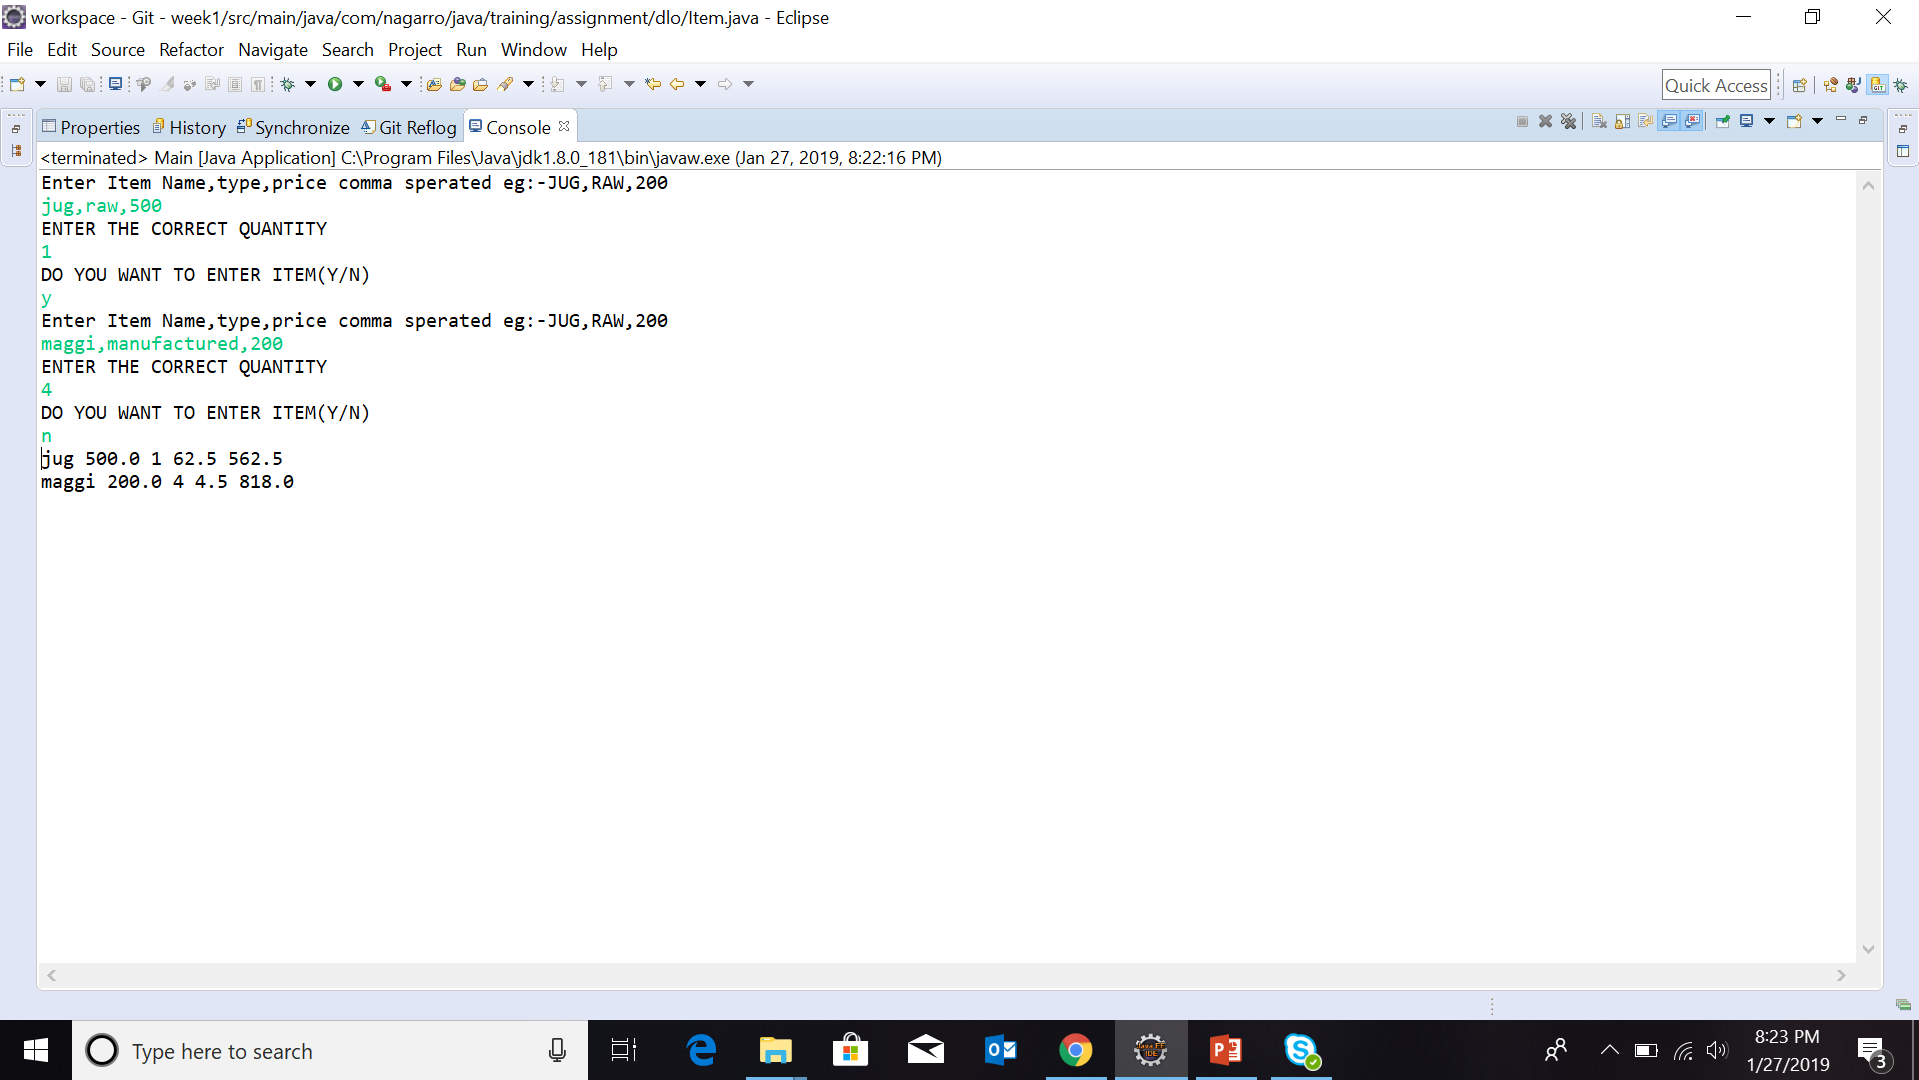 workspace - Git - week1/src/main/java/com/nagarro/java/training/assignment/dlo/Item.java - Eclipse
File Edit Source Refactor Navigate Search Project Run Window Help
Quick Access
Properties History Synchronize Git Reflog Console
<terminated> Main [Java Application] C:\Program Files\Java\jdk1.8.0_181\bin\javaw.exe (Jan 27, 2019, 8:22:16 PM)
Enter Item Name,type,price comma sperated eg:-JUG,RAW,200
jug,raw,500
ENTER THE CORRECT QUANTITY
1
DO YOU WANT TO ENTER ITEM(Y/N)
y
Enter Item Name,type,price comma sperated eg:-JUG,RAW,200
maggi,manufactured,200
ENTER THE CORRECT QUANTITY
4
DO YOU WANT TO ENTER ITEM(Y/N)
n
jug 500.0 1 62.5 562.5
maggi 200.0 4 4.5 818.0
Type here to search
8:23 PM
1/27/2019
3